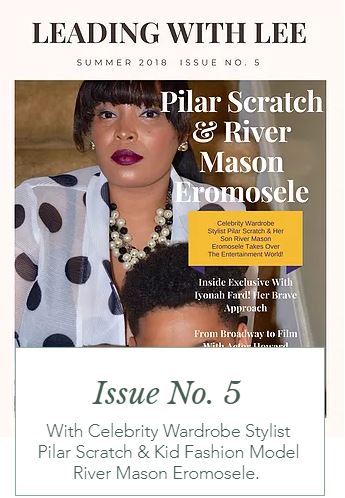 LEADING WITH LEE
SUMMER 2018 ISSUE NO. 5
Pilar Scratch
& River
Mason
Eromosele
Celebrity Wardrobe
Stylist Pilar Scratch & Her
Son River Mason
Eromosele Takes Over
The Entertainment World!
Inside Exclusive With
Iyonah Fard! Her Brave
Approach
From Broadway to Film
With Actor Howard
Issue No. 5
With Celebrity Wardrobe Stylist
Pilar Scratch & Kid Fashion Model
River Mason Eromosele.